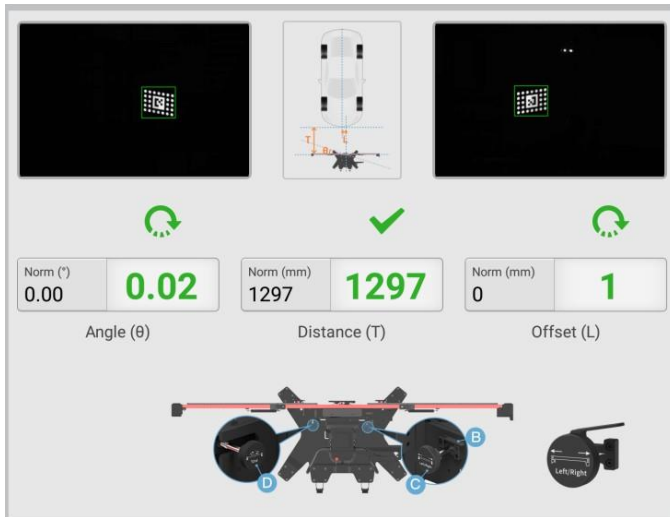 T
L
θ
Norm (°)
0.00
0.02
Norm (mm)
1297
1297
Norm (mm)
0
1
Angle (θ)
Distance (T)
Offset (L)
B
D
C
Left/Right